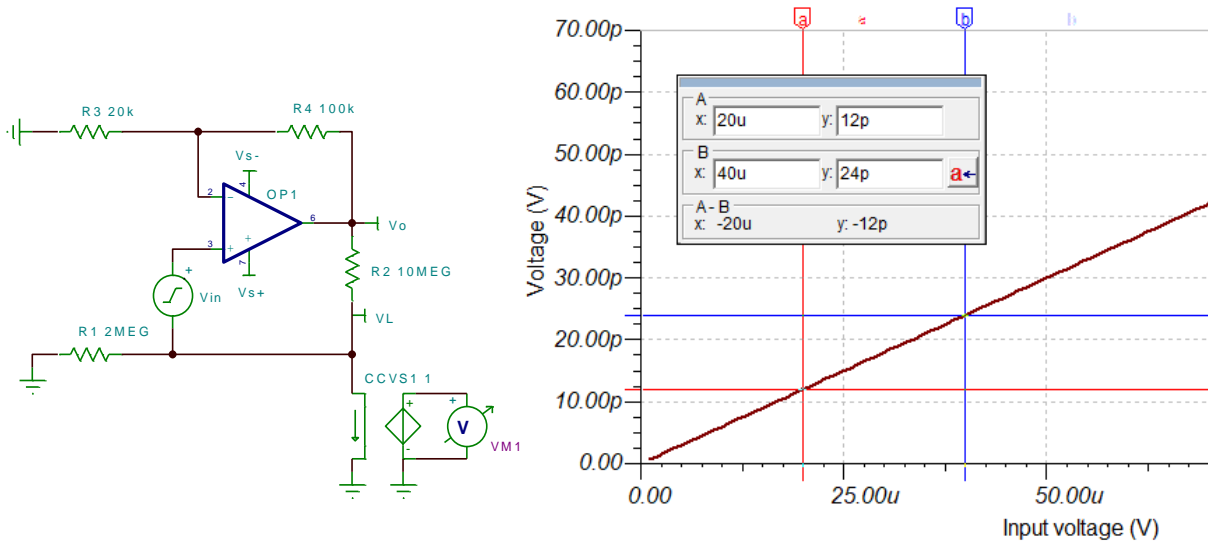 R3 20k
R4 100k
Vs-
4
2
OP1
-
6
Vo
3
+
+
7
Vs+
+
Vin
R2 10MEG
VL
R1 2MEG
CCVS1 1
+
-
+
V
VM1
a
b
70.00p
60.00p
50.00p
40.00p
30.00p
20.00p
10.00p
0.00
Voltage (V)
A
x: 20u y: 12p
B
x: 40u y: 24p a
A - B
x: -20u y: -12p
0.00 25.00u 50.00u
Input voltage (V)